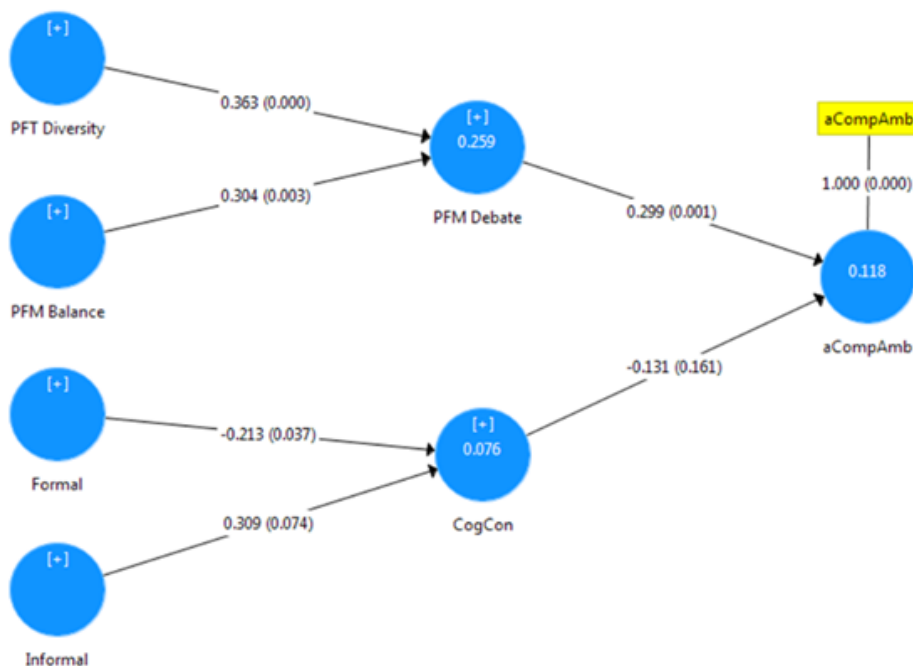 [+]
PFT Diversity
0.363 (0.000)
[+]
PFM Balance
0.304 (0.003)
[+]
0.259
PFM Debate
0.299 (0.001)
aCompAmb
1.000 (0.000)
0.118
aCompAmb
[+]
Formal
-0.213 (0.037)
[+]
Informal
0.309 (0.074)
[+]
0.076
CogCon
-0.131 (0.161)